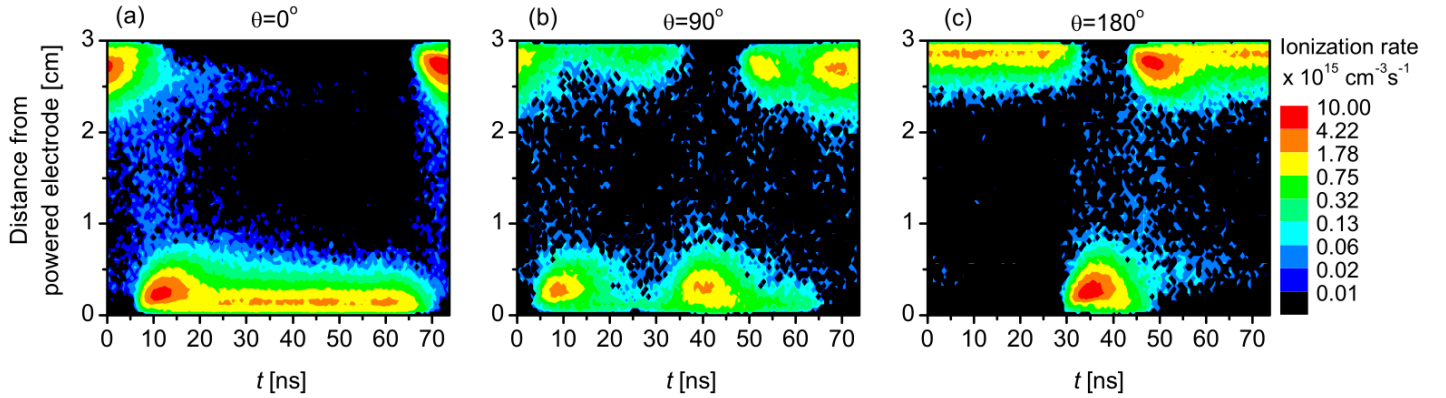 (a) θ=0°
(b) θ=90°
(c) θ=180°
Distance from
powered electrode [cm]
3
2
1
0
0 10 20 30 40 50 60 70
t [ns]
3
2
1
0
0 10 20 30 40 50 60 70
t [ns]
3
2
1
0
0 10 20 30 40 50 60 70
t [ns]
Ionization rate
x 10¹⁵ cm⁻³s⁻¹
10.00
4.22
1.78
0.75
0.32
0.13
0.06
0.02
0.01